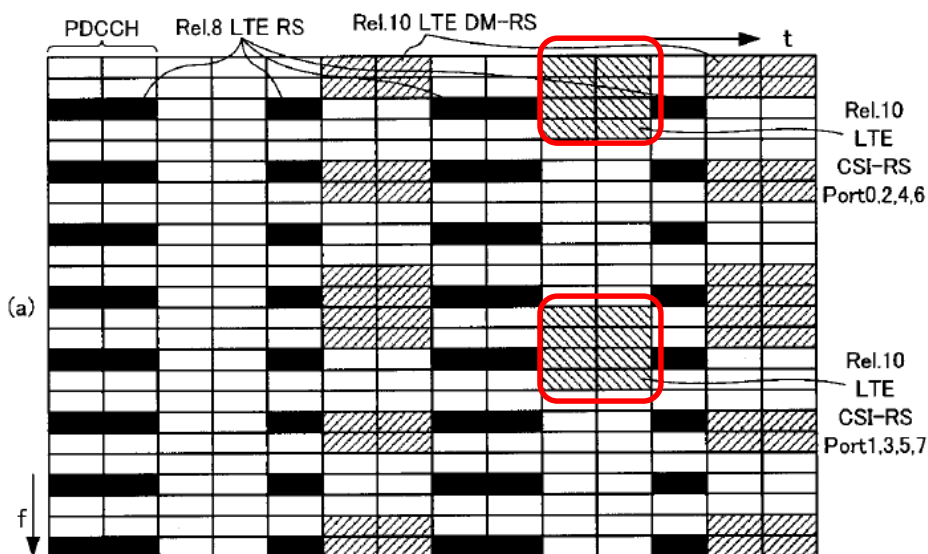 PDCCH
Rel.8 LTE RS
Rel.10 LTE DM-RS
t
Rel.10
LTE
CSI-RS
Port0,2,4,6
(a)
Rel.10
LTE
CSI-RS
Port1,3,5,7
f